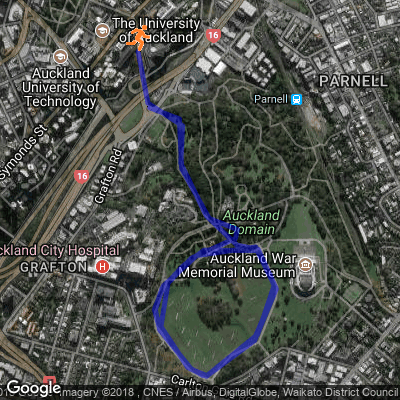 The University
of Auckland
16
Auckland
University of
Technology
PARNELL
Parnell
Symonds St
Grafton Rd
16
Auckland
Domain
ckland City Hospital
H
GRAFTON
Auckland War
Memorial Museum
Carlto
Google
Imagery ©2018 , CNES / Airbus, DigitalGlobe, Waikato District Council